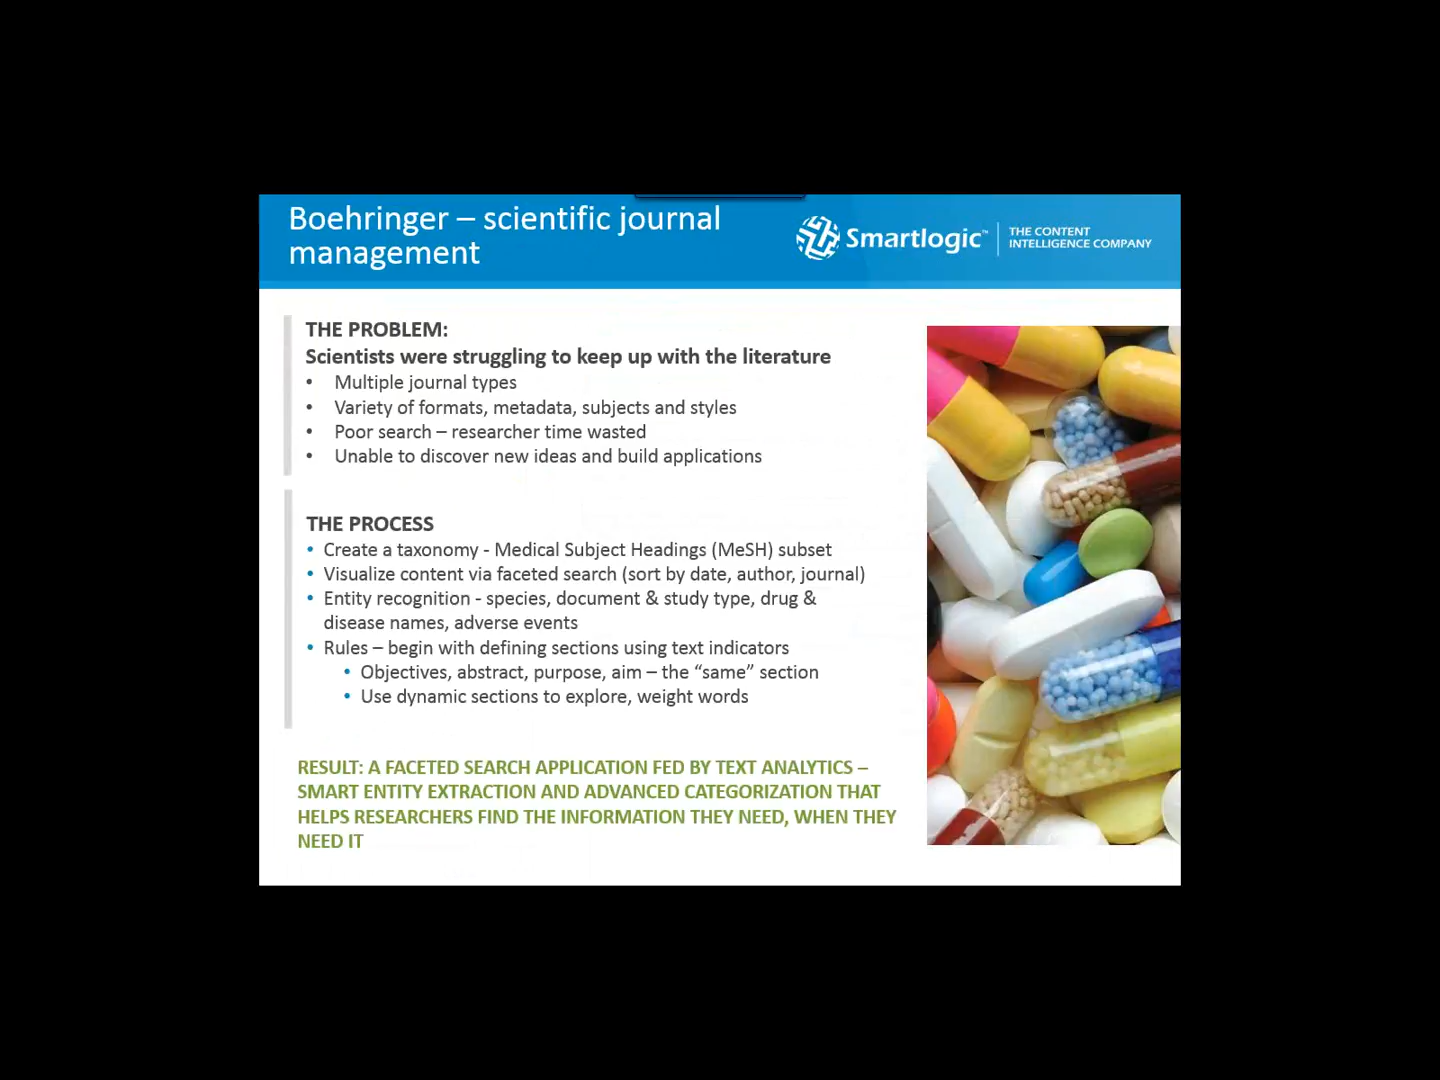 Boehringer – scientific journal
management
Smartlogic™
THE CONTENT
INTELLIGENCE COMPANY
THE PROBLEM:
Scientists were struggling to keep up with the literature
• Multiple journal types
• Variety of formats, metadata, subjects and styles
• Poor search – researcher time wasted
• Unable to discover new ideas and build applications
THE PROCESS
• Create a taxonomy - Medical Subject Headings (MeSH) subset
• Visualize content via faceted search (sort by date, author, journal)
• Entity recognition - species, document & study type, drug &
disease names, adverse events
• Rules – begin with defining sections using text indicators
• Objectives, abstract, purpose, aim – the “same” section
• Use dynamic sections to explore, weight words
RESULT: A FACETED SEARCH APPLICATION FED BY TEXT ANALYTICS –
SMART ENTITY EXTRACTION AND ADVANCED CATEGORIZATION THAT
HELPS RESEARCHERS FIND THE INFORMATION THEY NEED, WHEN THEY
NEED IT